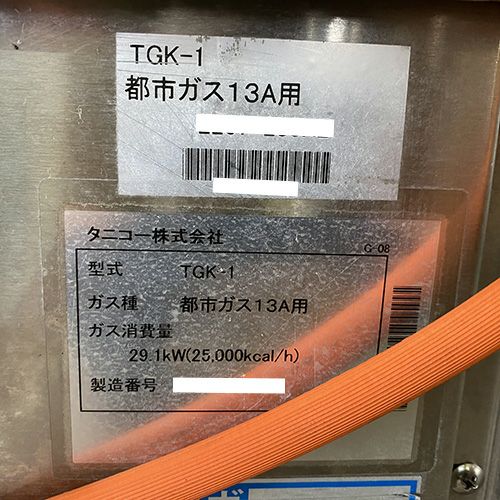 TGK-1
都市ガス13A用
タニコー株式会社
G-08
型式 TGK-1
ガス種 都市ガス13A用
ガス消費量
29.1kW(25,000kcal/h)
製造番号